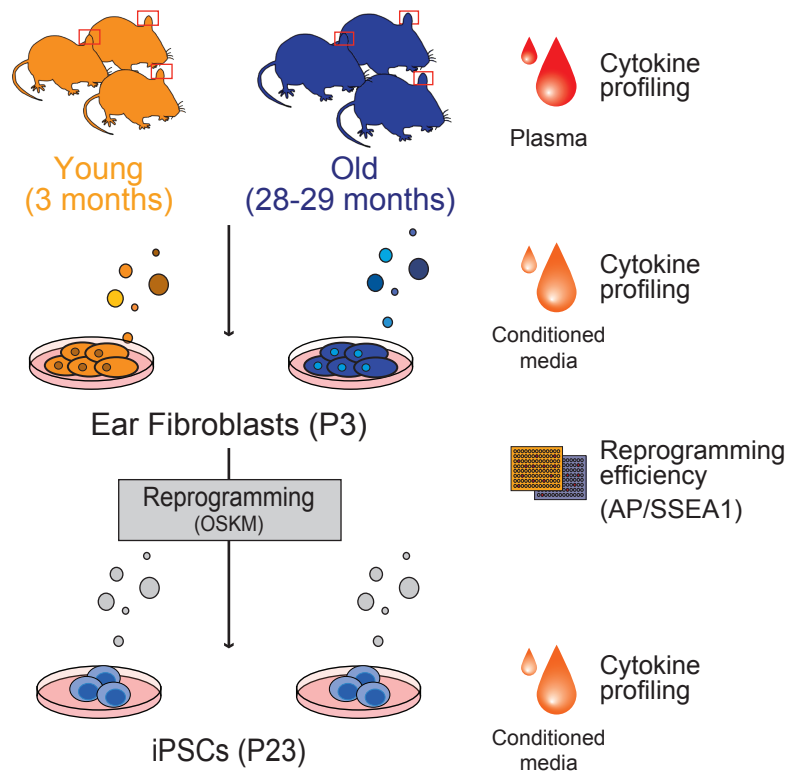 Cytokine
profiling
Plasma
Young
(3 months)
Old
(28-29 months)
Cytokine
profiling
Conditioned
media
Ear Fibroblasts (P3)
Reprogramming
(OSKM)
Reprogramming
efficiency
(AP/SSEA1)
Cytokine
profiling
Conditioned
media
iPSCs (P23)